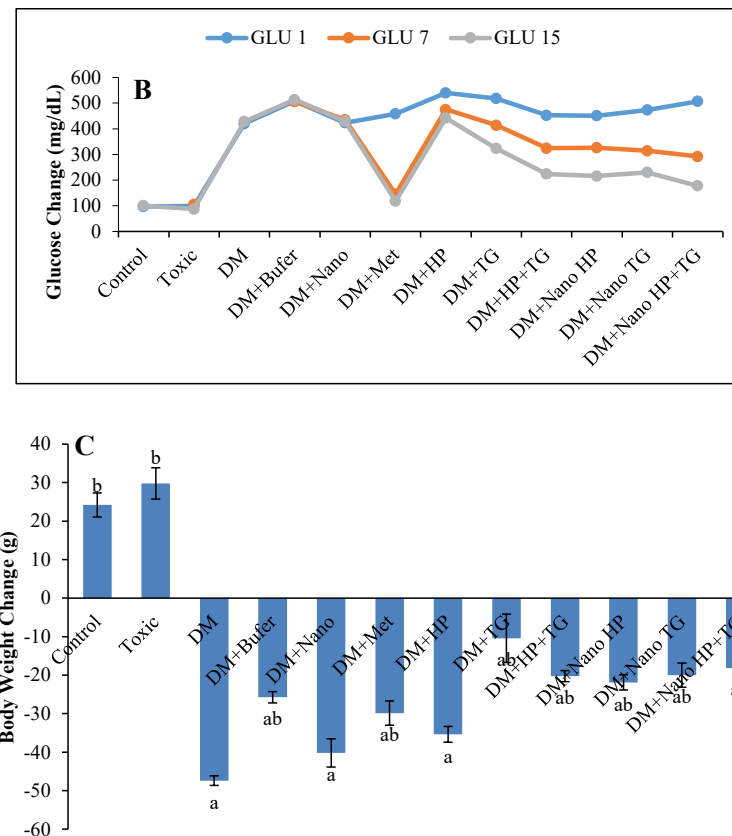 GLU 1 GLU 7 GLU 15
B
Glucose Change (mg/dL)
600
500
400
300
200
100
0
Control
Toxic
DM
DM+Bufer
DM+Nano
DM+Met
DM+HP
DM+TG
DM+HP+TG
DM+Nano HP
DM+Nano TG
DM+Nano HP+TG
C
Body Weight Change (g)
40
30
20
10
0
-10
-20
-30
-40
-50
-60
b
b
a
ab
a
ab
a
ab
ab
ab
ab
Control
Toxic
DM
DM+Bufer
DM+Nano
DM+Met
DM+HP
DM+TG
DM+HP+TG
DM+Nano HP
DM+Nano TG
DM+Nano HP+TG